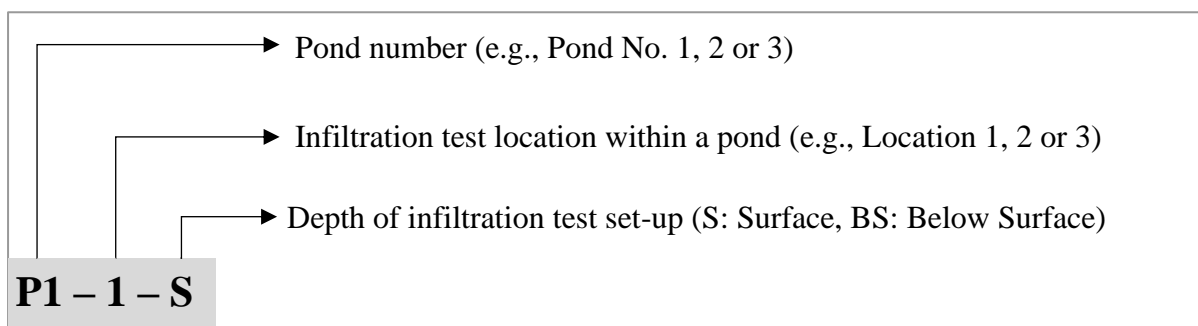 Pond number (e.g., Pond No. 1, 2 or 3)
Infiltration test location within a pond (e.g., Location 1, 2 or 3)
Depth of infiltration test set-up (S: Surface, BS: Below Surface)
P1 – 1 – S